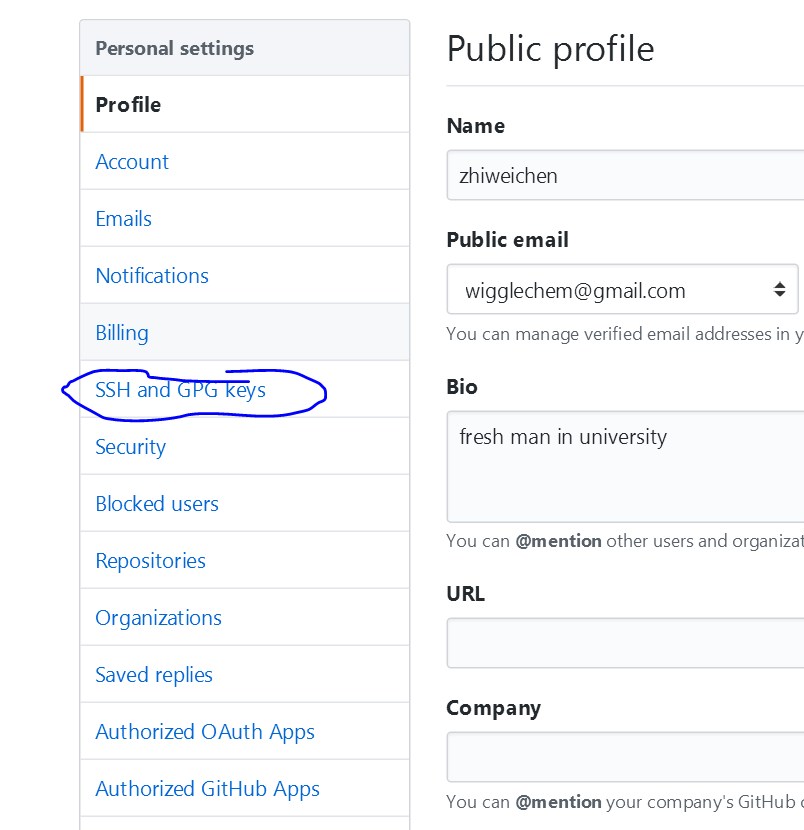 Personal settings
Profile
Account
Emails
Notifications
Billing
SSH and GPG keys
Security
Blocked users
Repositories
Organizations
Saved replies
Authorized OAuth Apps
Authorized GitHub Apps
Public profile
Name
zhiweichen
Public email
wigglechem@gmail.com
You can manage verified email addresses in
Bio
fresh man in university
You can @mention other users and
URL
Company
You can @mention your company's GitHub